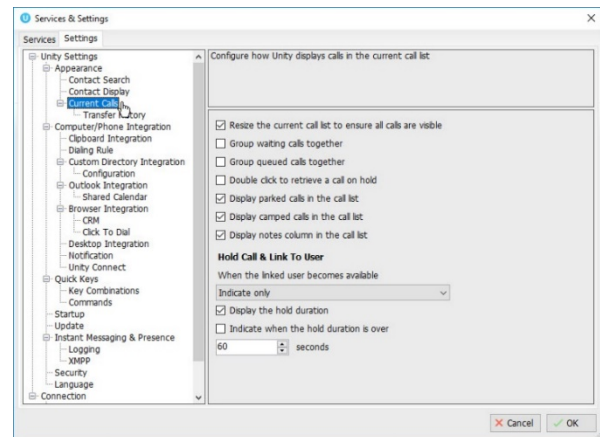 Services & Settings
Services Settings
Unity Settings
Appearance
Contact Search
Contact Display
Current Calls
Transfer History
Computer/Phone Integration
Clipboard Integration
Dialing Rule
Custom Directory Integration
Configuration
Outlook Integration
Shared Calendar
Browser Integration
CRM
Click To Dial
Desktop Integration
Notification
Unity Connect
Quick Keys
Key Combinations
Commands
Startup
Update
Instant Messaging & Presence
Logging
XMPP
Security
Language
Connection
Configure how Unity displays calls in the current call list
Resize the current call list to ensure all calls are visible
Group waiting calls together
Group queued calls together
Double click to retrieve a call on hold
Display parked calls in the call list
Display camped calls in the call list
Display notes column in the call list
Hold Call & Link To User
When the linked user becomes available
Indicate only
Display the hold duration
Indicate when the hold duration is over
60 seconds
Cancel OK